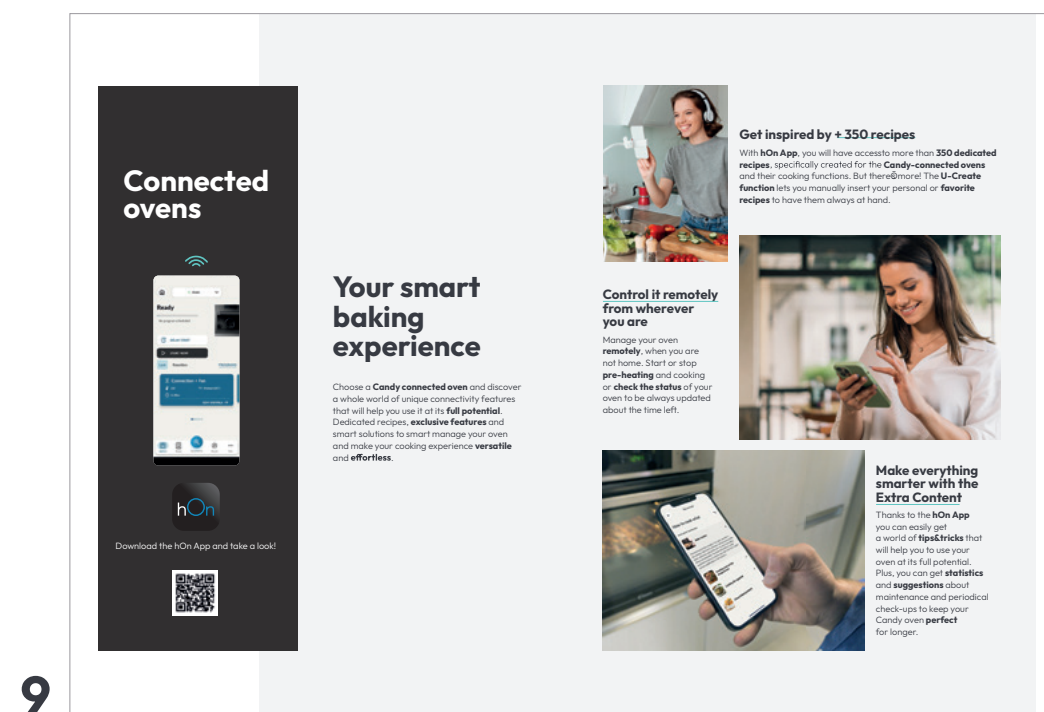 Connected
ovens
Ready
hOn
Download the hOn App and take a look!
Your smart
baking
experience
Choose a Candy connected oven and discover
a whole world of unique connectivity features
that will help you use it at its full potential.
Dedicated recipes, exclusive features and
smart solutions to smart manage your oven
and make your cooking experience versatile
and effortless.
Get inspired by + 350 recipes
With hOn App, you will have accessto more than 350 dedicated
recipes, specifically created for the Candy-connected ovens
and their cooking functions. But there©more! The U-Create
function lets you manually insert your personal or favorite
recipes to have them always at hand.
Control it remotely
from wherever
you are
Manage your oven
remotely, when you are
not home. Start or stop
pre-heating and cooking
or check the status of your
oven to be always updated
about the time left.
Make everything
smarter with the
Extra Content
Thanks to the hOn App
you can easily get
a world of tips&tricks that
will help you to use your
oven at its full potential.
Plus, you can get statistics
and suggestions about
maintenance and periodical
check-ups to keep your
Candy oven perfect
for longer.
9